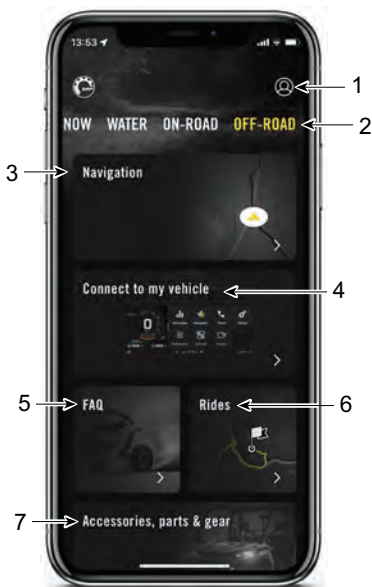 13:53
1
NOW WATER ON-ROAD OFF-ROAD
2
3
Navigation
Connect to my vehicle
4
0
5
FAQ
Rides
6
7
Accessories, parts & gear